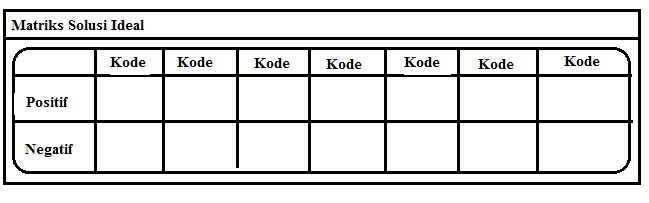 Matriks Solusi Ideal
Kode Kode Kode Kode Kode Kode Kode
Positif
Negatif